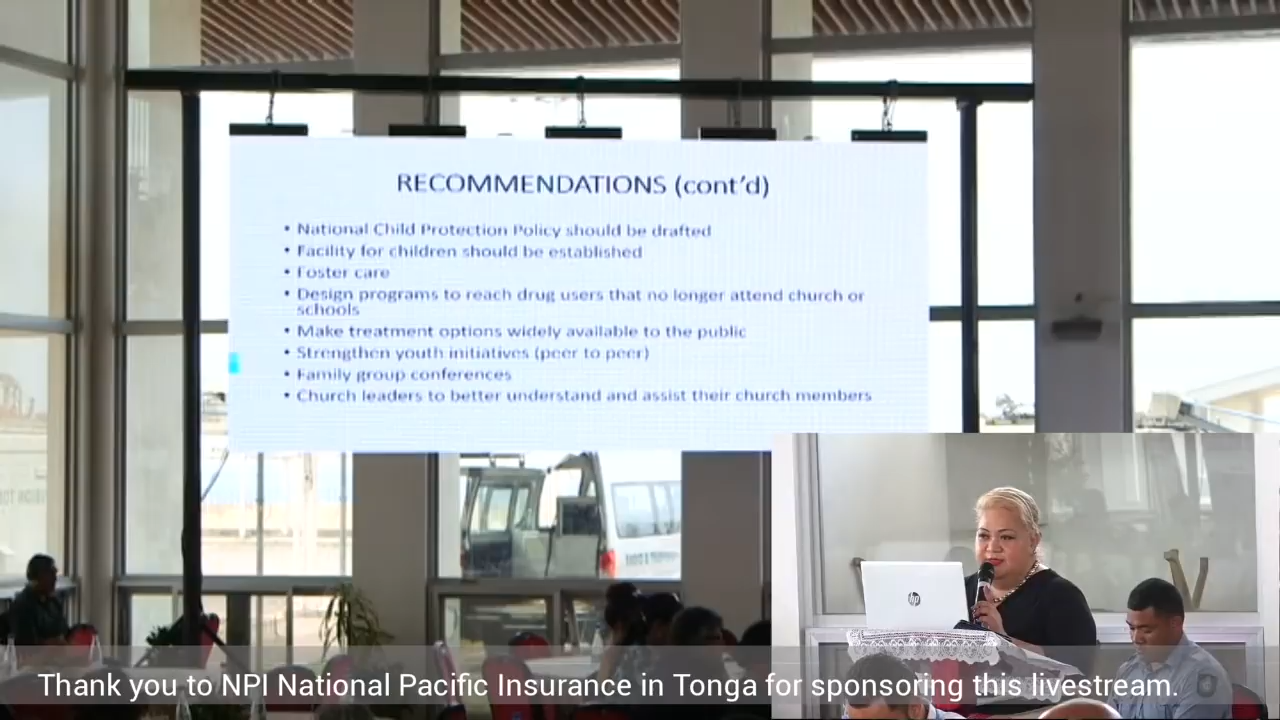 RECOMMENDATIONS (cont'd)
• National Child Protection Policy should be drafted
• Facility for children should be established
• Foster care
• Design programs to reach drug users that no longer attend church or
schools
• Make treatment options widely available to the public
• Strengthen youth initiatives (peer to peer)
• Family group conferences
• Church leaders to better understand and assist their church members
hp
Thank you to NPI National Pacific Insurance in Tonga for sponsoring this livestream.